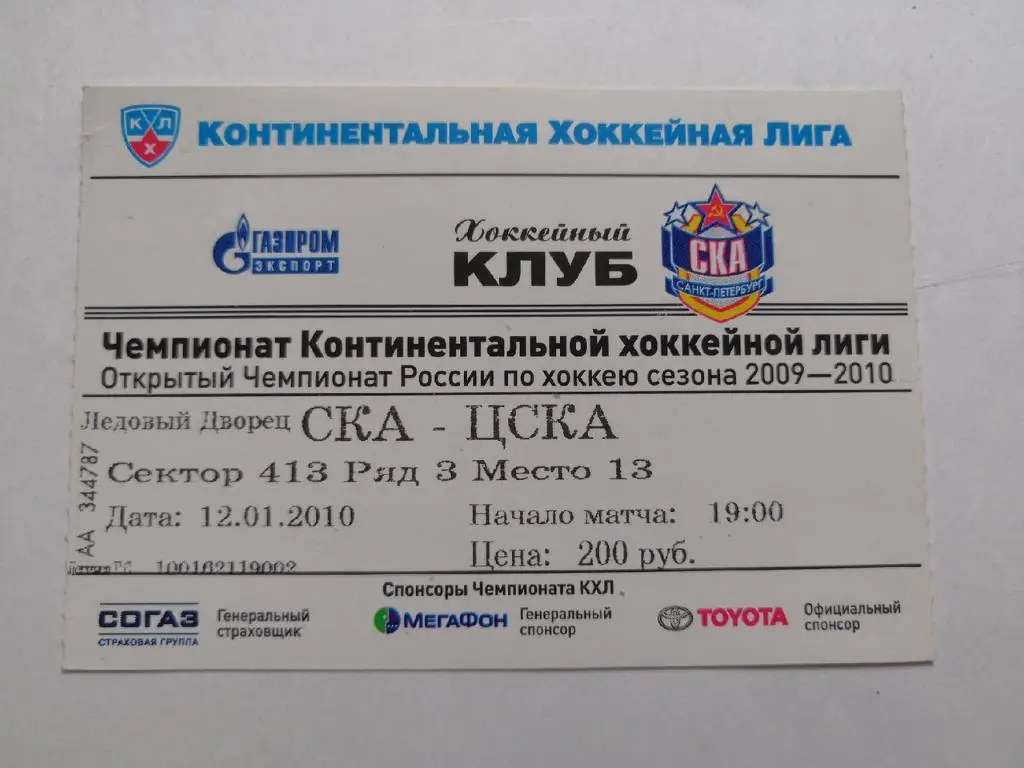 КХЛ КОНТИНЕНТАЛЬНАЯ ХОККЕЙНАЯ ЛИГА
ГАЗПРОМ
ЭКСПОРТ
Хоккейный
КЛУБ
СКА
САНКТ-ПЕТЕРБУРГ
Чемпионат Континентальной хоккейной лиги
Открытый Чемпионат России по хоккею сезона 2009—2010
Ледовый Дворец СКА - ЦСКА
Сектор 413 Ряд 3 Место 13
Дата: 12.01.2010 Начало матча: 19:00
Цена: 200 руб.
АА 344787
100162119002
Спонсоры Чемпионата КХЛ
СОГАЗ
СТРАХОВАЯ ГРУППА
Генеральный
страховщик
МЕГАФОН
Генеральный
спонсор
TOYOTA
Официальный
спонсор